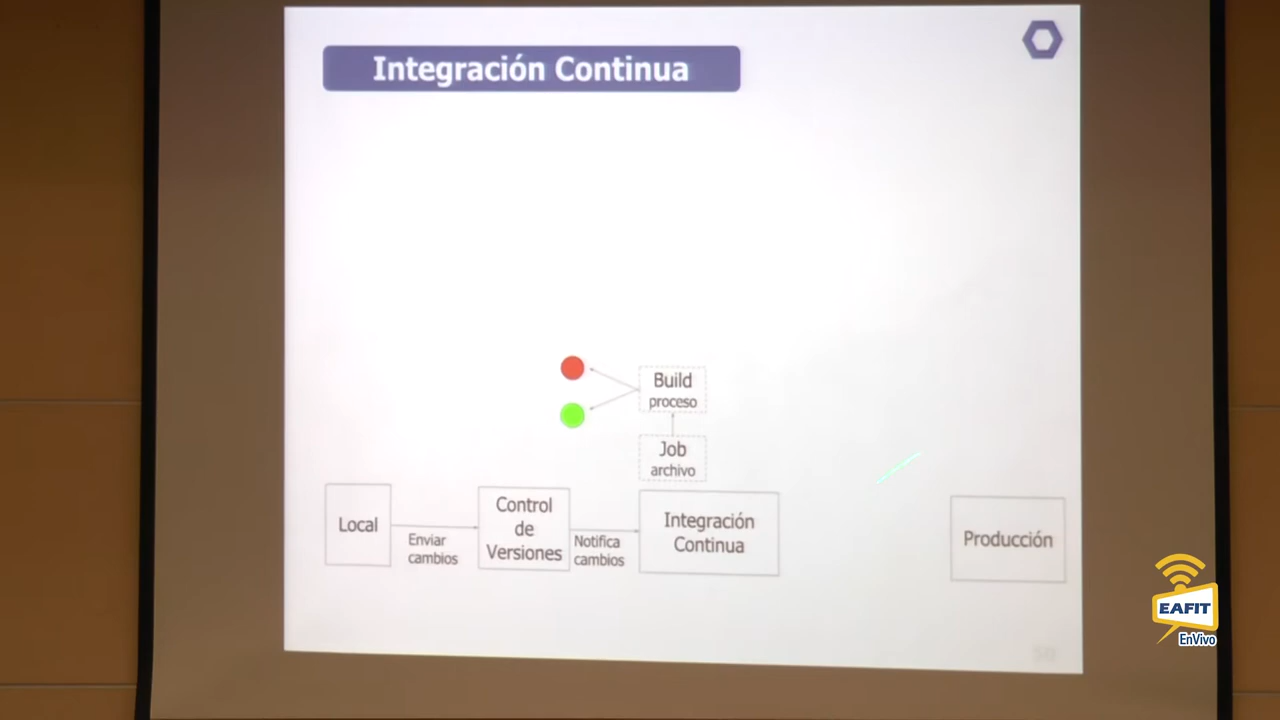 Integración Continua
Build
proceso
Job
archivo
Local
Enviar
cambios
Control
de
Versiones
Notifica
cambios
Integración
Continua
Producción
50
EAFIT
EnVivo